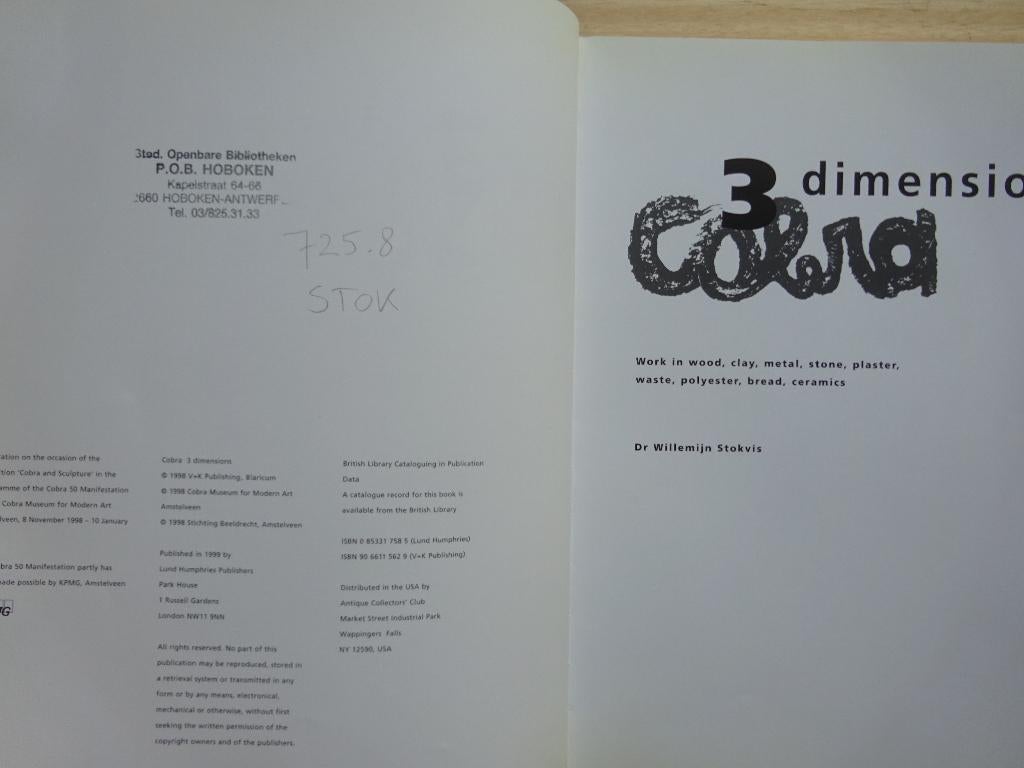 Sted. Openbare Bibliotheken
P.O.B. HOBOKEN
Kapelstraat 64-66
2660 HOBOKEN-ANTWERP
Tel. 03/825.31.33
725.8
STOK
ation on the occasion of the
tion 'Cobra and Sculpture' in the
amme of the Cobra 50 Manifestation
Cobra Museum for Modern Art
elveen, 8 November 1998 – 10 January
bra 50 Manifestation partly has
ade possible by KPMG, Amstelveen
Cobra 3 dimensions
© 1998 V+K Publishing, Blaricum
© 1998 Cobra Museum for Modern Art
Amstelveen
© 1998 Stichting Beeldrecht, Amstelveen
Published in 1999 by
Lund Humphries Publishers
Park House
1 Russell Gardens
London NW11 9NN
All rights reserved. No part of this
publication may be reproduced, stored in
a retrieval system or transmitted in any
form or by any means, electronical,
mechanical or otherwise, without first
seeking the written permission of the
copyright owners and of the publishers.
British Library Cataloguing in Publication
Data
A catalogue record for this book is
available from the British Library
ISBN 0 85331 758 5 (Lund Humphries)
ISBN 90 6611 562 9 (V+K Publishing)
Distributed in the USA by
Antique Collectors' Club
Market Street Industrial Park
Wappingers Falls
NY 12590, USA
3 dimensio
Cobra
Work in wood, clay, metal, stone, plaster,
waste, polyester, bread, ceramics
Dr Willemijn Stokvis